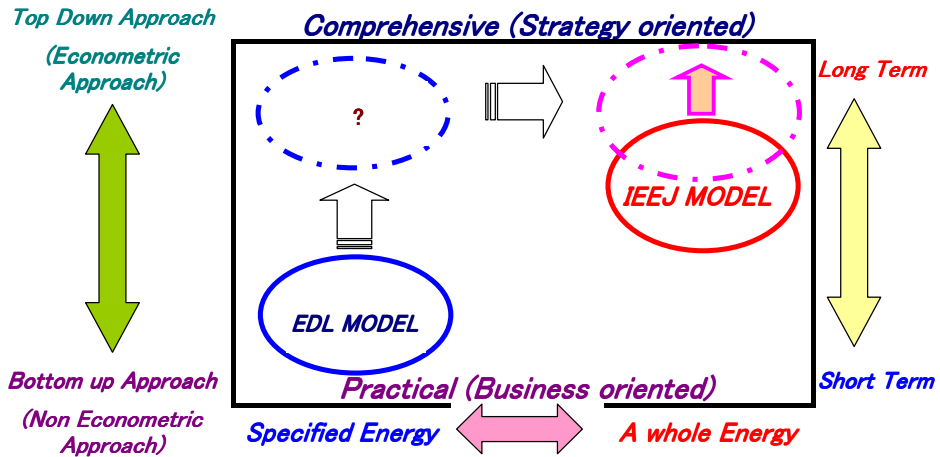 Top Down Approach
(Econometric
Approach)
Comprehensive (Strategy oriented)
Long Term
?
IEEJ MODEL
EDL MODEL
Bottom up Approach
(Non Econometric
Approach)
Practical (Business oriented)
Short Term
Specified Energy
A whole Energy